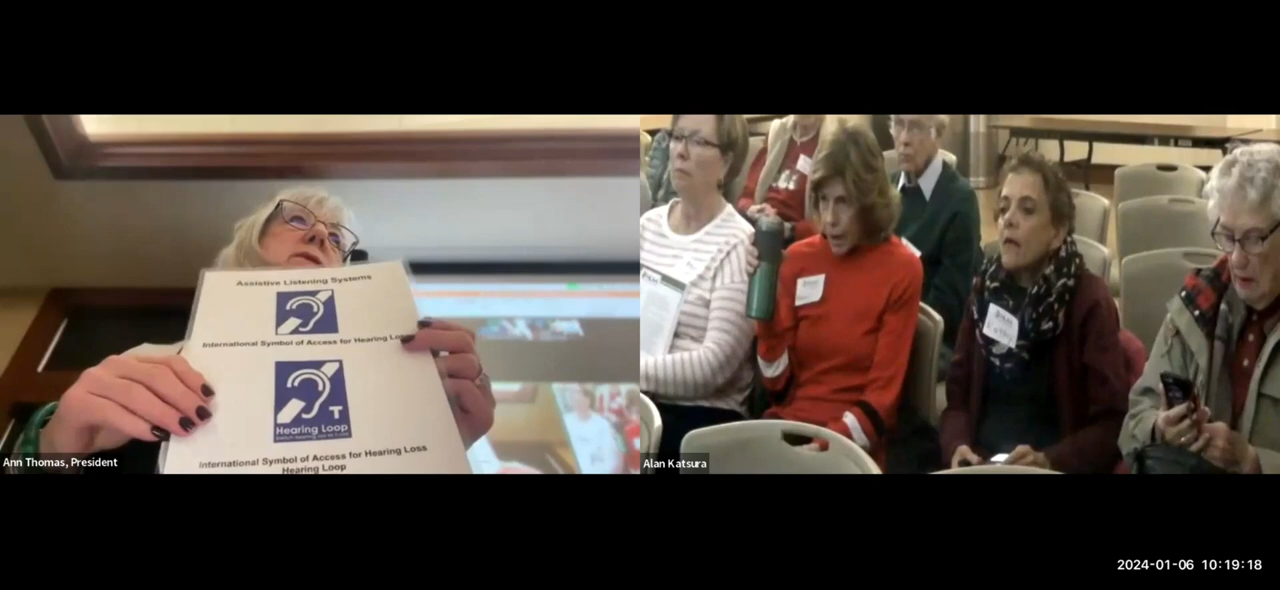 Assistive Listening Systems
International Symbol of Access for Hearing Loss
T
Hearing Loop
International Symbol of Access for Hearing Loss
Hearing Loop
Ann Thomas, President
Alan Katsura
2024-01-06 10:19:18